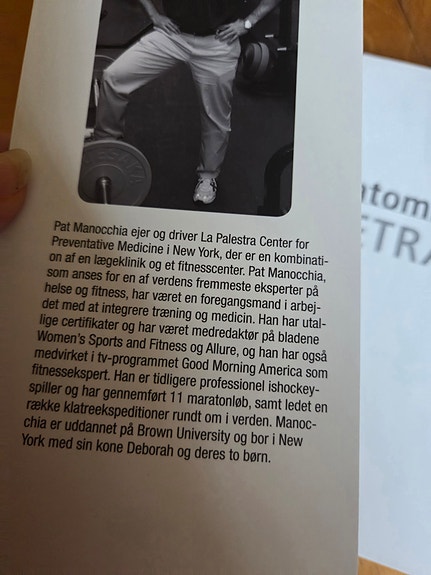 Pat Manocchia ejer og driver La Palestra Center for
Preventative Medicine i New York, der er en kombinati-
on af en lægeklinik og et fitnesscenter. Pat Manocchia,
som anses for en af verdens fremmeste eksperter på
helse og fitness, har været en foregangsmand i arbej-
det med at integrere træning og medicin. Han har utal-
lige certifikater og har været medredaktør på bladene
Women's Sports and Fitness og Allure, og han har også
medvirket i tv-programmet Good Morning America som
fitnessekspert. Han er tidligere professionel ishockey-
spiller og har gennemført 11 maratonløb, samt ledet en
række klatreekspeditioner rundt om i verden. Manoc-
chia er uddannet på Brown University og bor i New
York med sin kone Deborah og deres to børn.